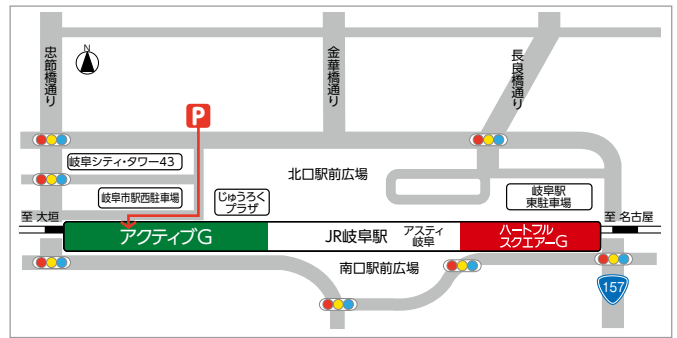 忠節橋通り
N
金華橋通り
長良橋通り
P
岐阜シティ・タワー43
北口駅前広場
岐阜市駅西駐車場
じゅうろく
プラザ
岐阜駅
東駐車場
至 大垣
至 名古屋
アクティブG
JR岐阜駅
アスティ
岐阜
ハートフル
スクエアーG
南口駅前広場
157